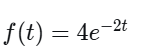 f(t) = 4e^{-2t}